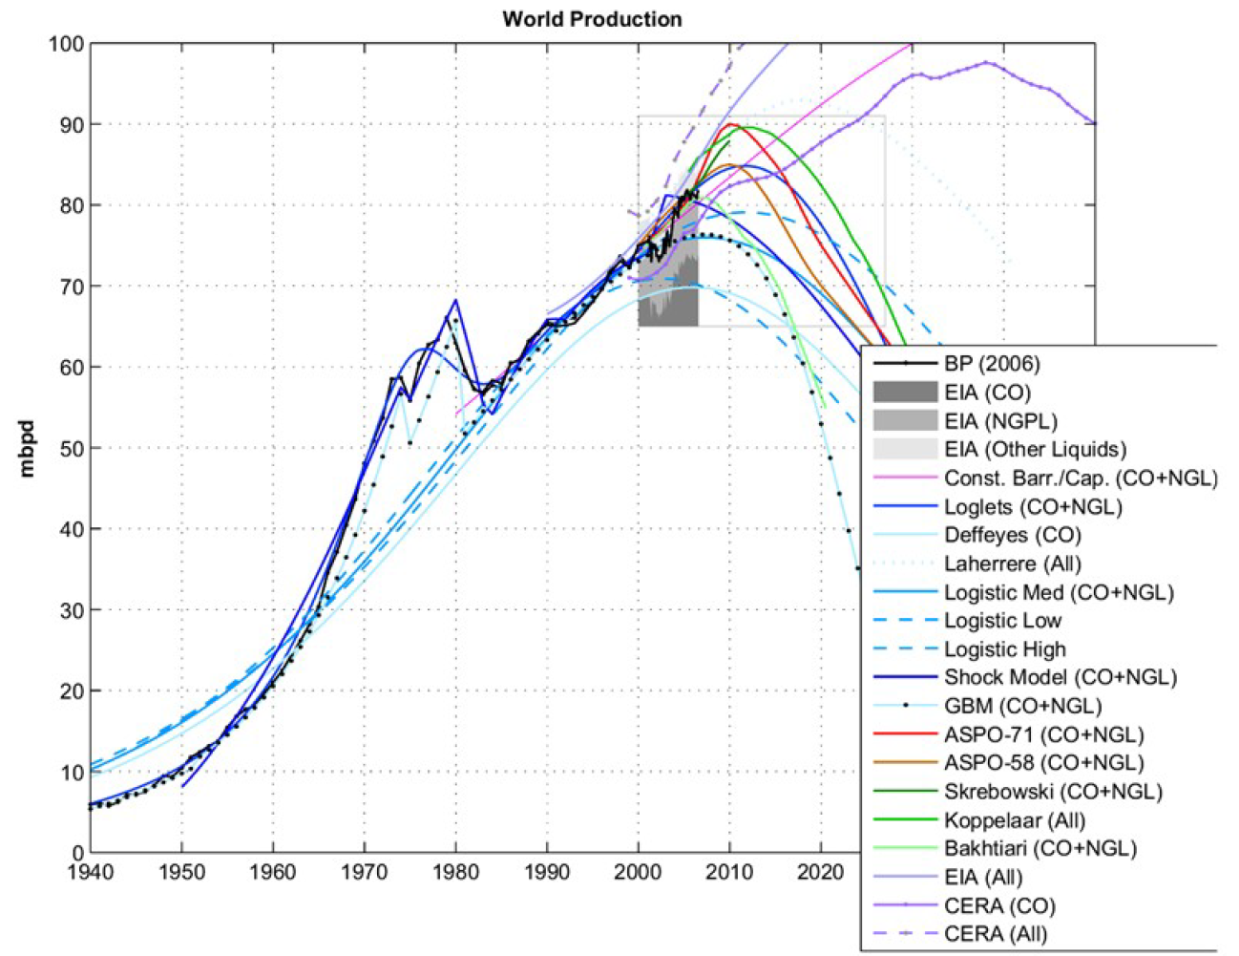 World Production
100
90
80
70
60
50
40
30
20
10
0
mbpd
1940 1950 1960 1970 1980 1990 2000 2010 2020
BP (2006)
EIA (CO)
EIA (NGPL)
EIA (Other Liquids)
Const. Barr./Cap. (CO+NGL)
Loglets (CO+NGL)
Deffeyes (CO)
Laherrere (All)
Logistic Med (CO+NGL)
Logistic Low
Logistic High
Shock Model (CO+NGL)
GBM (CO+NGL)
ASPO-71 (CO+NGL)
ASPO-58 (CO+NGL)
Skrebowski (CO+NGL)
Koppelaar (All)
Bakhtiari (CO+NGL)
EIA (All)
CERA (CO)
CERA (All)